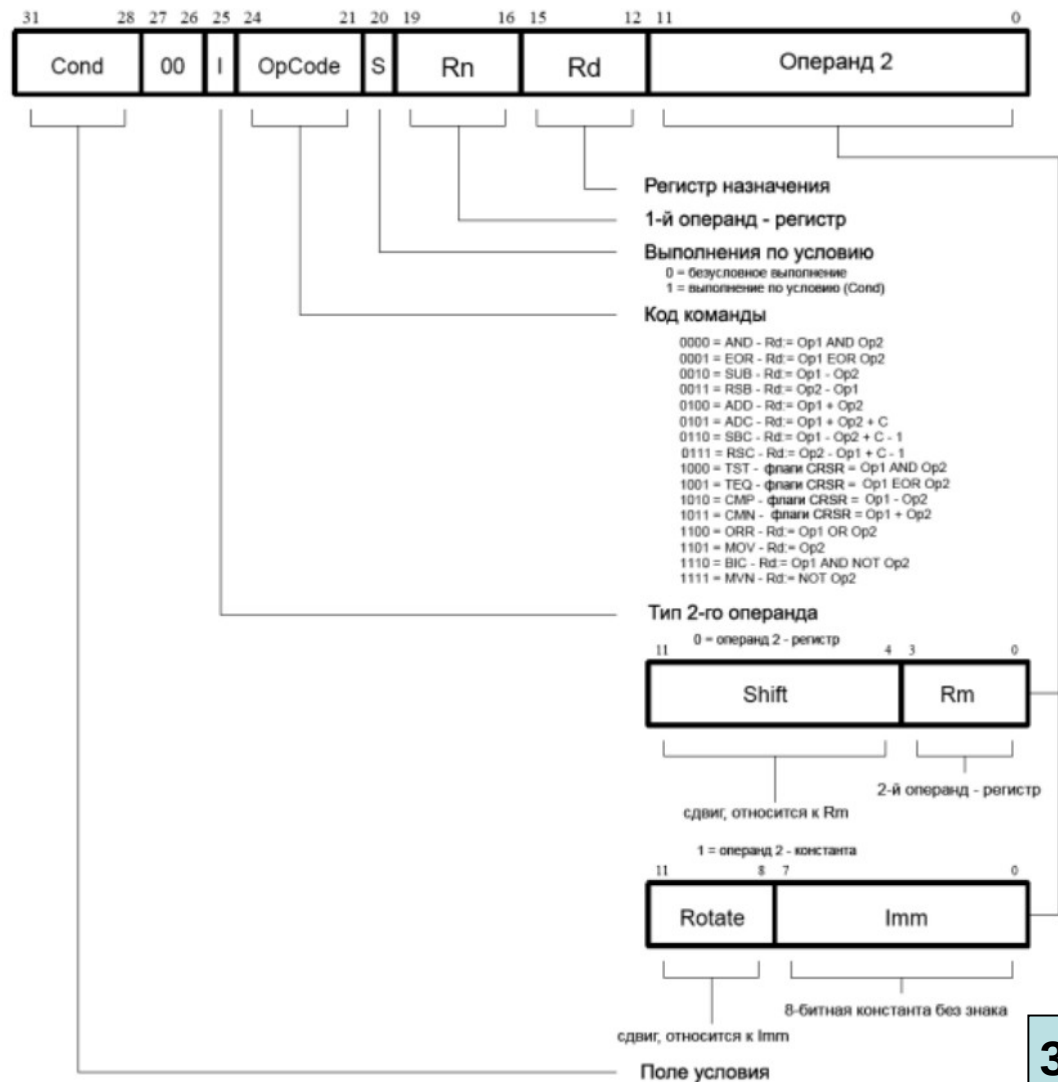 31 28 27 26 25 24 21 20 19 16 15 12 11 0
Cond 00 I OpCode S Rn Rd Операнд 2
Регистр назначения
1-й операнд - регистр
Выполнения по условию
0 = безусловное выполнение
1 = выполнение по условию (Cond)
Код команды
0000 = AND - Rd:= Op1 AND Op2
0001 = EOR - Rd:= Op1 EOR Op2
0010 = SUB - Rd:= Op1 - Op2
0011 = RSB - Rd:= Op2 - Op1
0100 = ADD - Rd:= Op1 + Op2
0101 = ADC - Rd:= Op1 + Op2 + C
0110 = SBC - Rd:= Op1 - Op2 + C - 1
0111 = RSC - Rd:= Op2 - Op1 + C - 1
1000 = TST - флаги CRSR = Op1 AND Op2
1001 = TEQ - флаги CRSR = Op1 EOR Op2
1010 = CMP - флаги CRSR = Op1 - Op2
1011 = CMN - флаги CRSR = Op1 + Op2
1100 = ORR - Rd:= Op1 OR Op2
1101 = MOV - Rd:= Op2
1110 = BIC - Rd:= Op1 AND NOT Op2
1111 = MVN - Rd:= NOT Op2
Тип 2-го операнда
0 = операнд 2 - регистр
11 4 3 0
Shift Rm
2-й операнд - регистр
сдвиг, относится к Rm
1 = операнд 2 - константа
11 8 7 0
Rotate Imm
8-битная константа без знака
сдвиг, относится к Imm
Поле условия
3